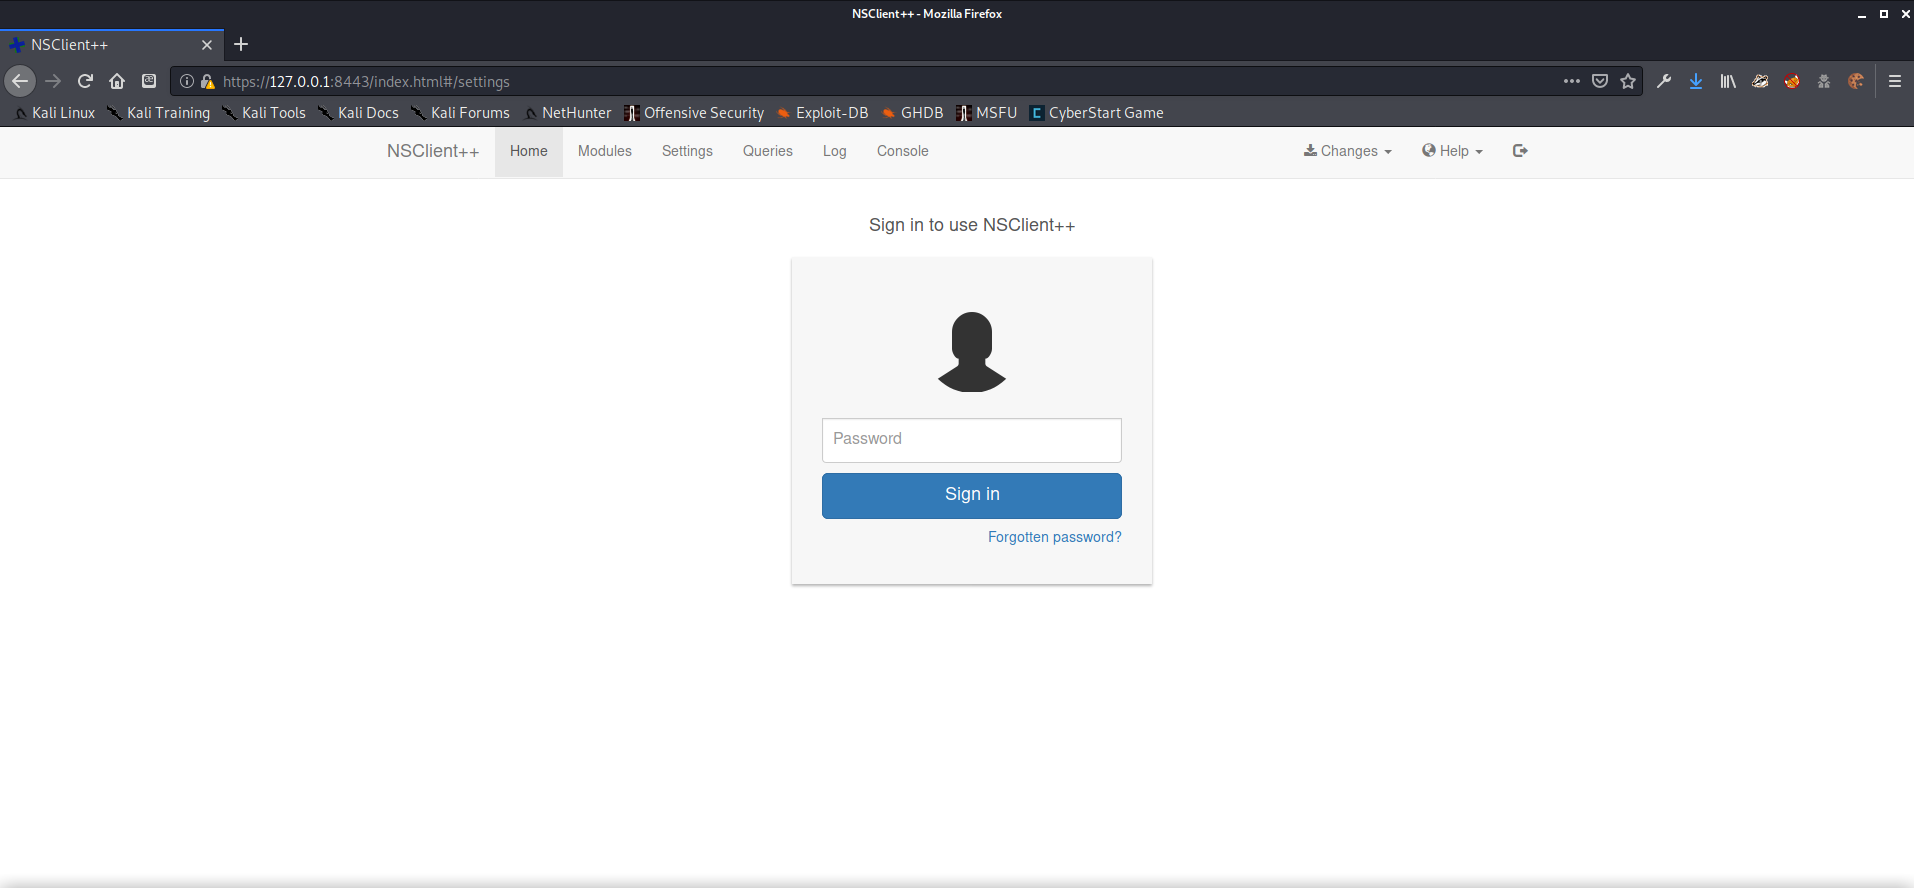 NSClient++ - Mozilla Firefox
NSClient++
https://127.0.0.1:8443/index.html#/settings
Kali Linux Kali Training Kali Tools Kali Docs Kali Forums NetHunter Offensive Security Exploit-DB GHDB MSFU CyberStart Game
NSClient++ Home Modules Settings Queries Log Console Changes Help
Sign in to use NSClient++
Password
Sign in
Forgotten password?